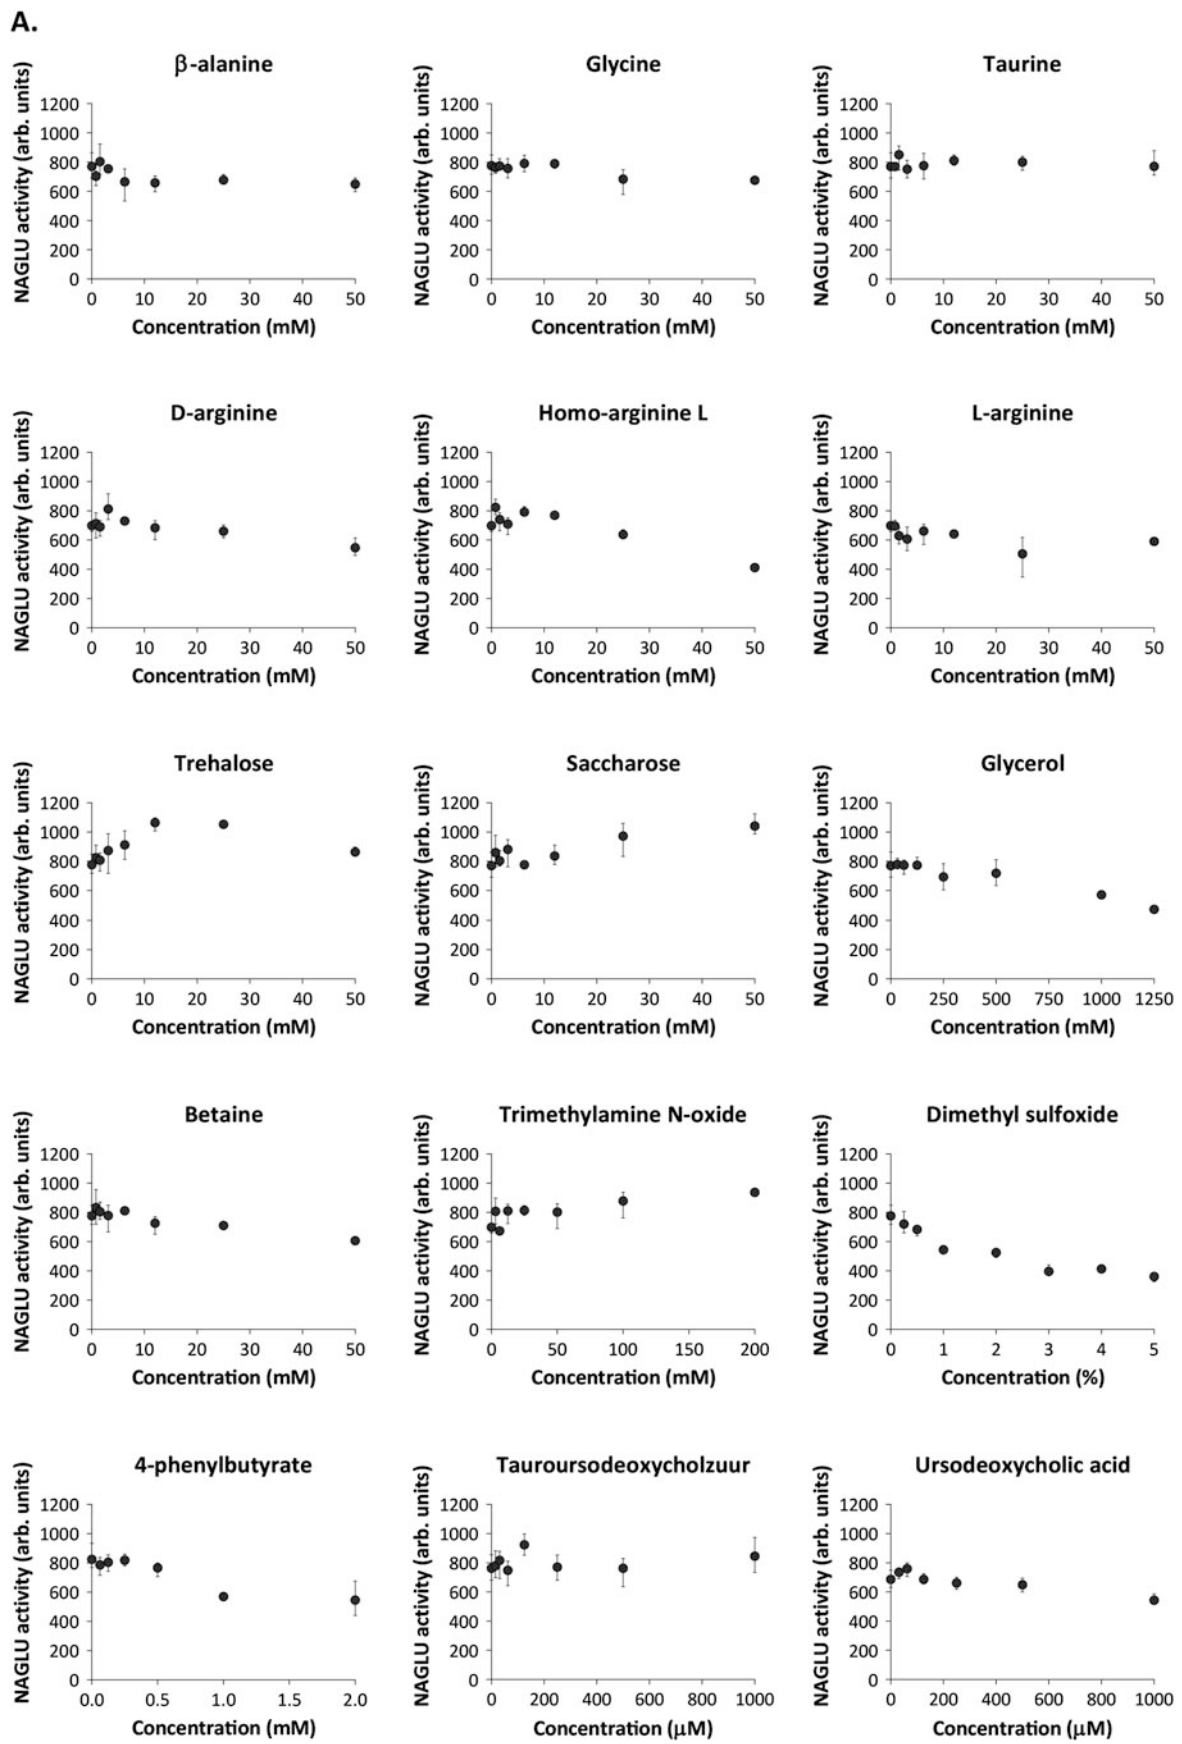 A.
β-alanine
NAGLU activity (arb. units)
1200
1000
800
600
400
200
0
0 10 20 30 40 50
Concentration (mM)
Glycine
NAGLU activity (arb. units)
1200
1000
800
600
400
200
0
0 10 20 30 40 50
Concentration (mM)
Taurine
NAGLU activity (arb. units)
1200
1000
800
600
400
200
0
0 10 20 30 40 50
Concentration (mM)
D-arginine
NAGLU activity (arb. units)
1200
1000
800
600
400
200
0
0 10 20 30 40 50
Concentration (mM)
Homo-arginine L
NAGLU activity (arb. units)
1200
1000
800
600
400
200
0
0 10 20 30 40 50
Concentration (mM)
L-arginine
NAGLU activity (arb. units)
1200
1000
800
600
400
200
0
0 10 20 30 40 50
Concentration (mM)
Trehalose
NAGLU activity (arb. units)
1200
1000
800
600
400
200
0
0 10 20 30 40 50
Concentration (mM)
Saccharose
NAGLU activity (arb. units)
1200
1000
800
600
400
200
0
0 10 20 30 40 50
Concentration (mM)
Glycerol
NAGLU activity (arb. units)
1200
1000
800
600
400
200
0
0 250 500 750 1000 1250
Concentration (mM)
Betaine
NAGLU activity (arb. units)
1200
1000
800
600
400
200
0
0 10 20 30 40 50
Concentration (mM)
Trimethylamine N-oxide
NAGLU activity (arb. units)
1200
1000
800
600
400
200
0
0 50 100 150 200
Concentration (mM)
Dimethyl sulfoxide
NAGLU activity (arb. units)
1200
1000
800
600
400
200
0
0 1 2 3 4 5
Concentration (%)
4-phenylbutyrate
NAGLU activity (arb. units)
1200
1000
800
600
400
200
0
0.0 0.5 1.0 1.5 2.0
Concentration (mM)
Tauroursodeoxycholzuur
NAGLU activity (arb. units)
1200
1000
800
600
400
200
0
0 200 400 600 800 1000
Concentration (μM)
Ursodeoxycholic acid
NAGLU activity (arb. units)
1200
1000
800
600
400
200
0
0 200 400 600 800 1000
Concentration (μM)